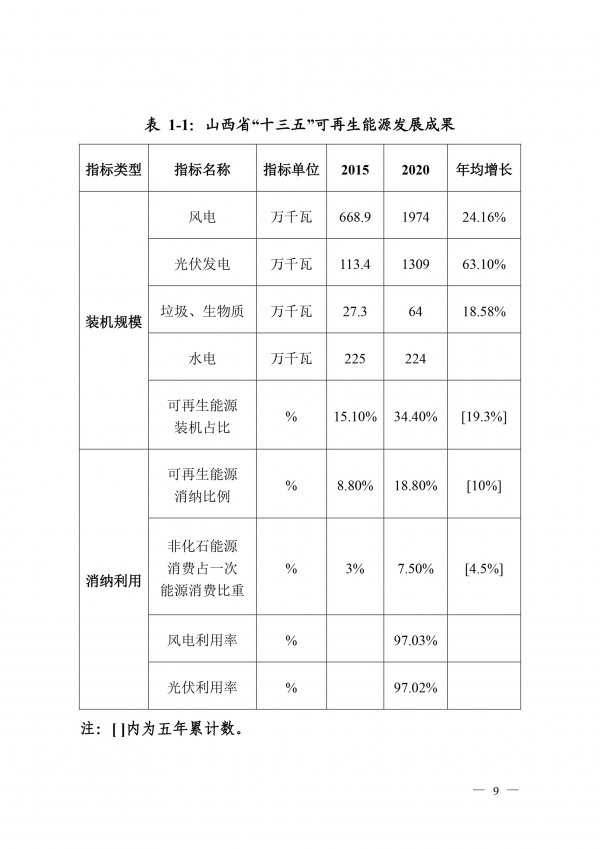 表 1-1：山西省“十三五”可再生能源发展成果
指标类型 指标名称 指标单位 2015 2020 年均增长
装机规模
风电 万千瓦 668.9 1974 24.16%
光伏发电 万千瓦 113.4 1309 63.10%
垃圾、生物质 万千瓦 27.3 64 18.58%
水电 万千瓦 225 224
可再生能源
装机占比 % 15.10% 34.40% [19.3%]
消纳利用
可再生能源
消纳比例 % 8.80% 18.80% [10%]
非化石能源
消费占一次
能源消费比重 % 3% 7.50% [4.5%]
风电利用率 % 97.03%
光伏利用率 % 97.02%
注：[ ]内为五年累计数。
— 9 —